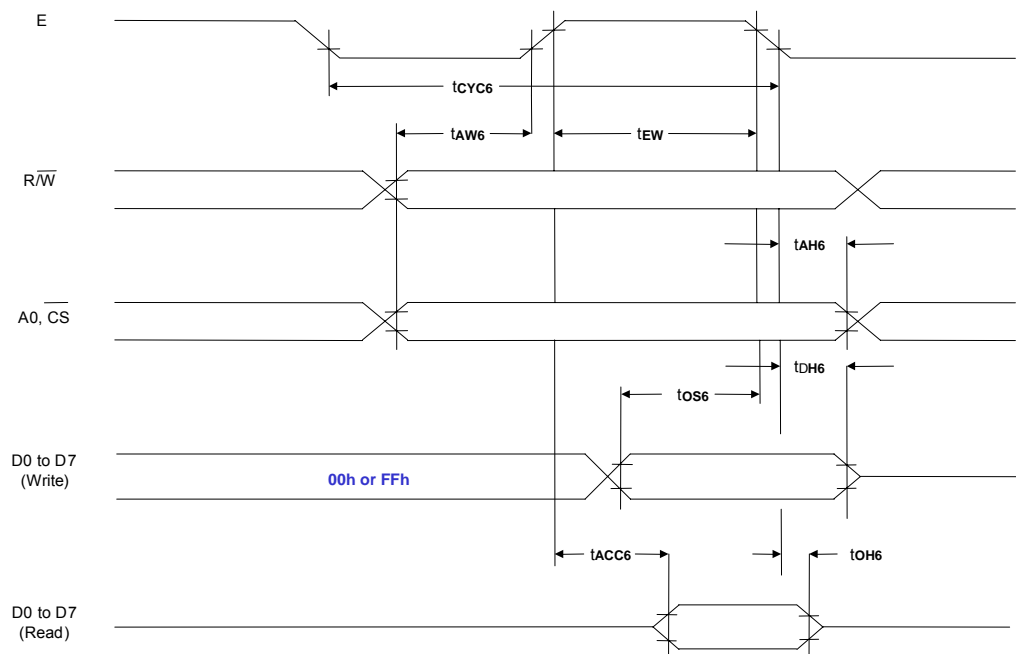 E
tCYC6
tAW6
tEW
R/W
tAH6
A0, CS
tDH6
tOS6
D0 to D7
(Write)
00h or FFh
tACC6
tOH6
D0 to D7
(Read)